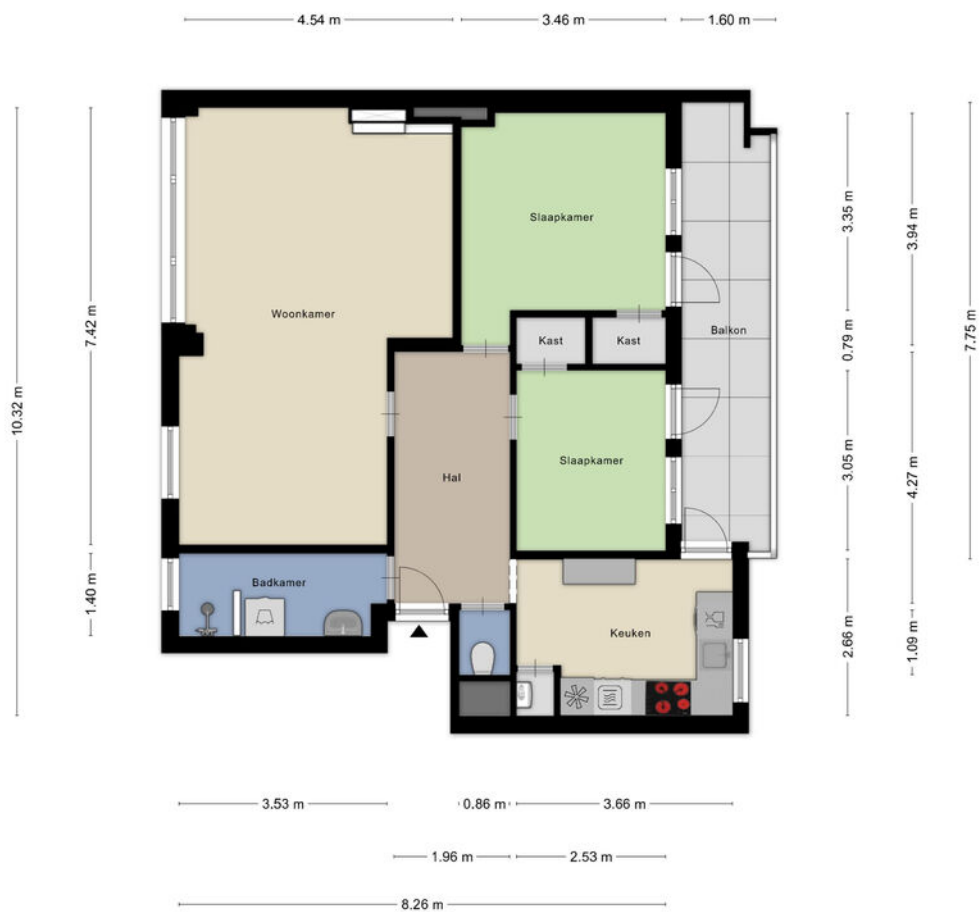 4.54 m
3.46 m
1.60 m
Slaapkamer
Woonkamer
Balkon
Kast
Kast
Slaapkamer
Hal
Badkamer
Keuken
10.32 m
7.42 m
1.40 m
3.35 m
0.79 m
3.05 m
2.66 m
3.94 m
4.27 m
1.09 m
7.75 m
3.53 m
0.86 m
3.66 m
1.96 m
2.53 m
8.26 m